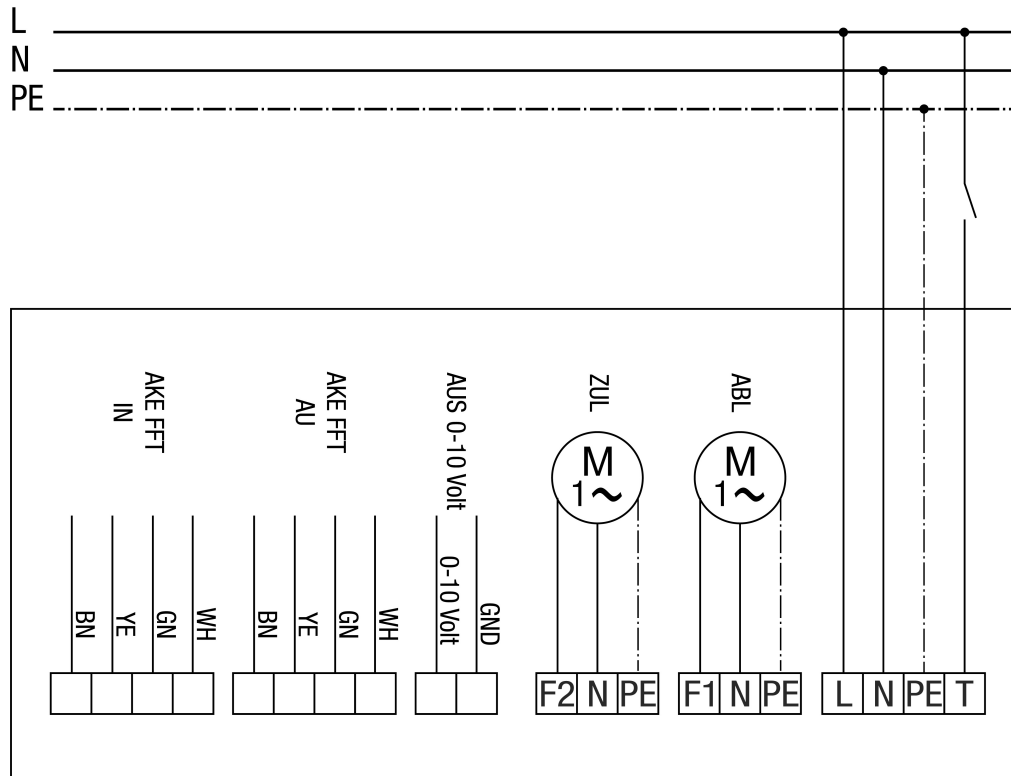 L
N
PE
AKE FFT
IN
AKE FFT
AU
AUS 0-10 Volt
ZUL
ABL
M
1~
M
1~
BN
YE
GN
WH
BN
YE
GN
WH
0-10 Volt
GND
F2 N PE
F1 N PE
L N PE T